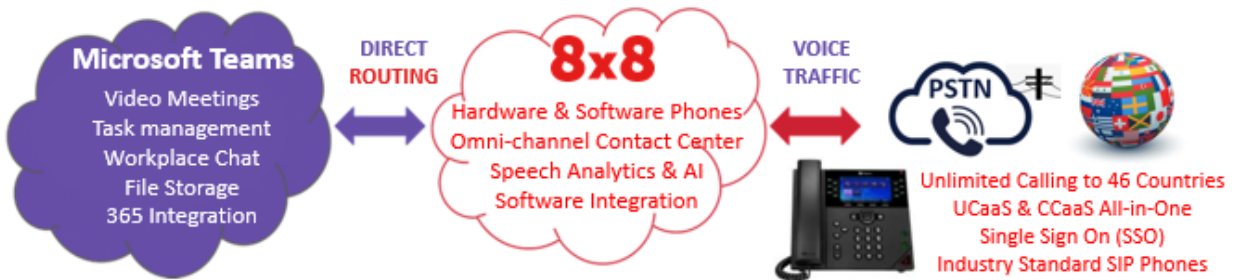 Microsoft Teams
Video Meetings
Task management
Workplace Chat
File Storage
365 Integration
DIRECT
ROUTING
8x8
Hardware & Software Phones
Omni-channel Contact Center
Speech Analytics & AI
Software Integration
VOICE
TRAFFIC
PSTN
Unlimited Calling to 46 Countries
UCaaS & CCaaS All-in-One
Single Sign On (SSO)
Industry Standard SIP Phones